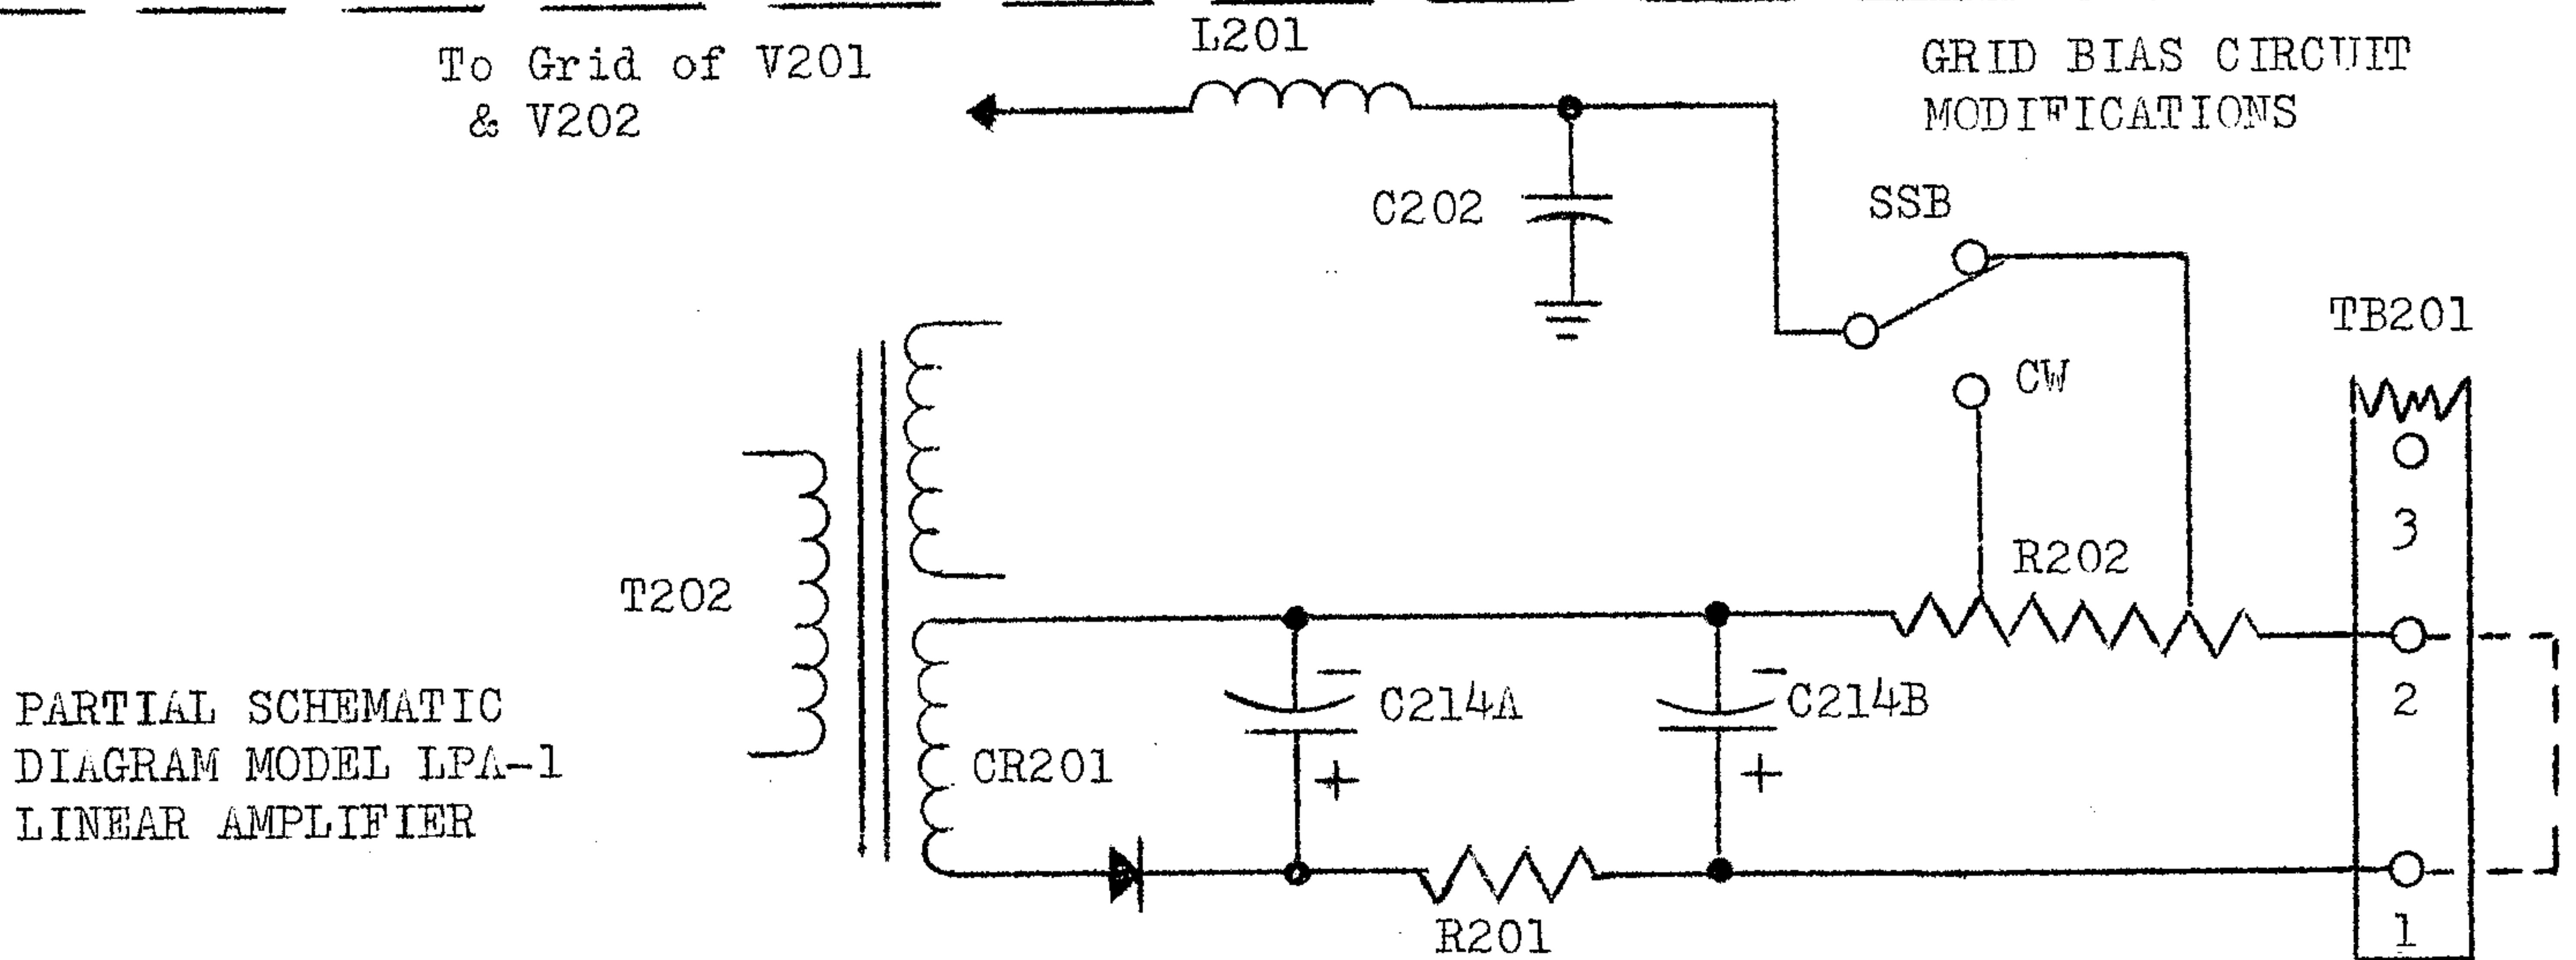 L201
To Grid of V201
& V202
GRID BIAS CIRCUIT
MODIFICATIONS
C202
SSB
TB201
CW
3
R202
T202
2
C214A
C214B
PARTIAL SCHEMATIC
DIAGRAM MODEL LPA-1
LINEAR AMPLIFIER
CR201
R201
1
−
+
−
+